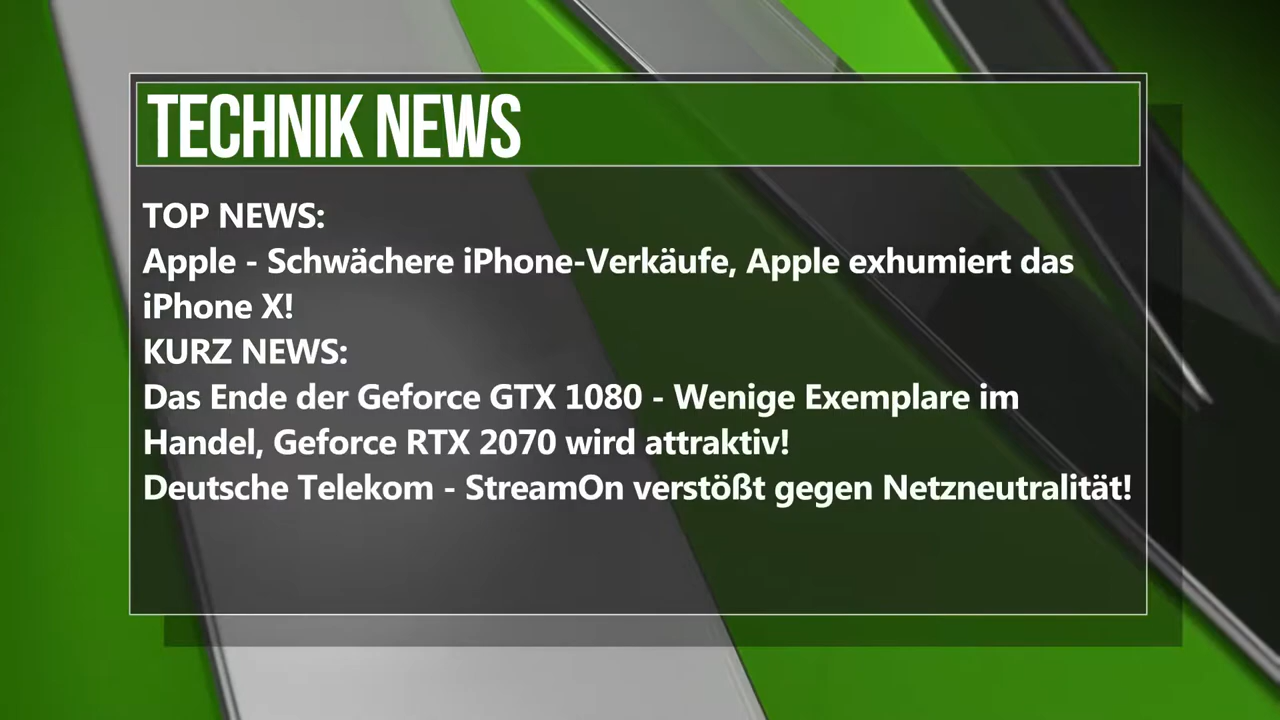 TECHNIK NEWS
TOP NEWS:
Apple - Schwächere iPhone-Verkäufe, Apple exhumiert das
iPhone X!
KURZ NEWS:
Das Ende der Geforce GTX 1080 - Wenige Exemplare im
Handel, Geforce RTX 2070 wird attraktiv!
Deutsche Telekom - StreamOn verstößt gegen Netzneutralität!